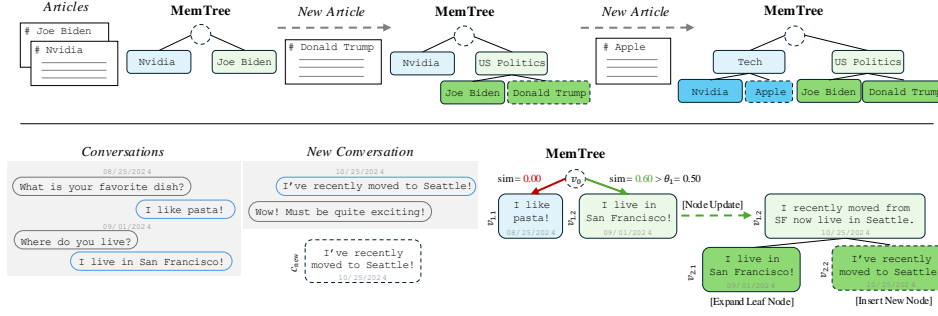 Articles
MemTree
New Article
MemTree
New Article
MemTree
# Joe Biden
# Nvidia
Nvidia
Joe Biden
# Donald Trump
Nvidia
US Politics
Joe Biden
Donald Trump
# Apple
Tech
US Politics
Nvidia
Apple
Joe Biden
Donald Trump
Conversations
08/25/2024
What is your favorite dish?
I like pasta!
09/01/2024
Where do you live?
I live in San Francisco!
New Conversation
10/25/2024
I've recently moved to Seattle!
Wow! Must be quite exciting!
c_new
I've recently
moved to Seattle!
10/25/2024
MemTree
sim= 0.00
v₀
sim= 0.60 > θ₁= 0.50
v₁.₁
I like
pasta!
08/25/2024
v₁.₂
I live in
San Francisco!
09/01/2024
[Node Update]
v₁.₂
I recently moved from
SF now live in Seattle.
10/25/2024
v₂.₁
I live in
San Francisco!
09/01/2024
[Expand Leaf Node]
v₂.₂
I've recently
moved to Seattle
10/25/2024
[Insert New Node]